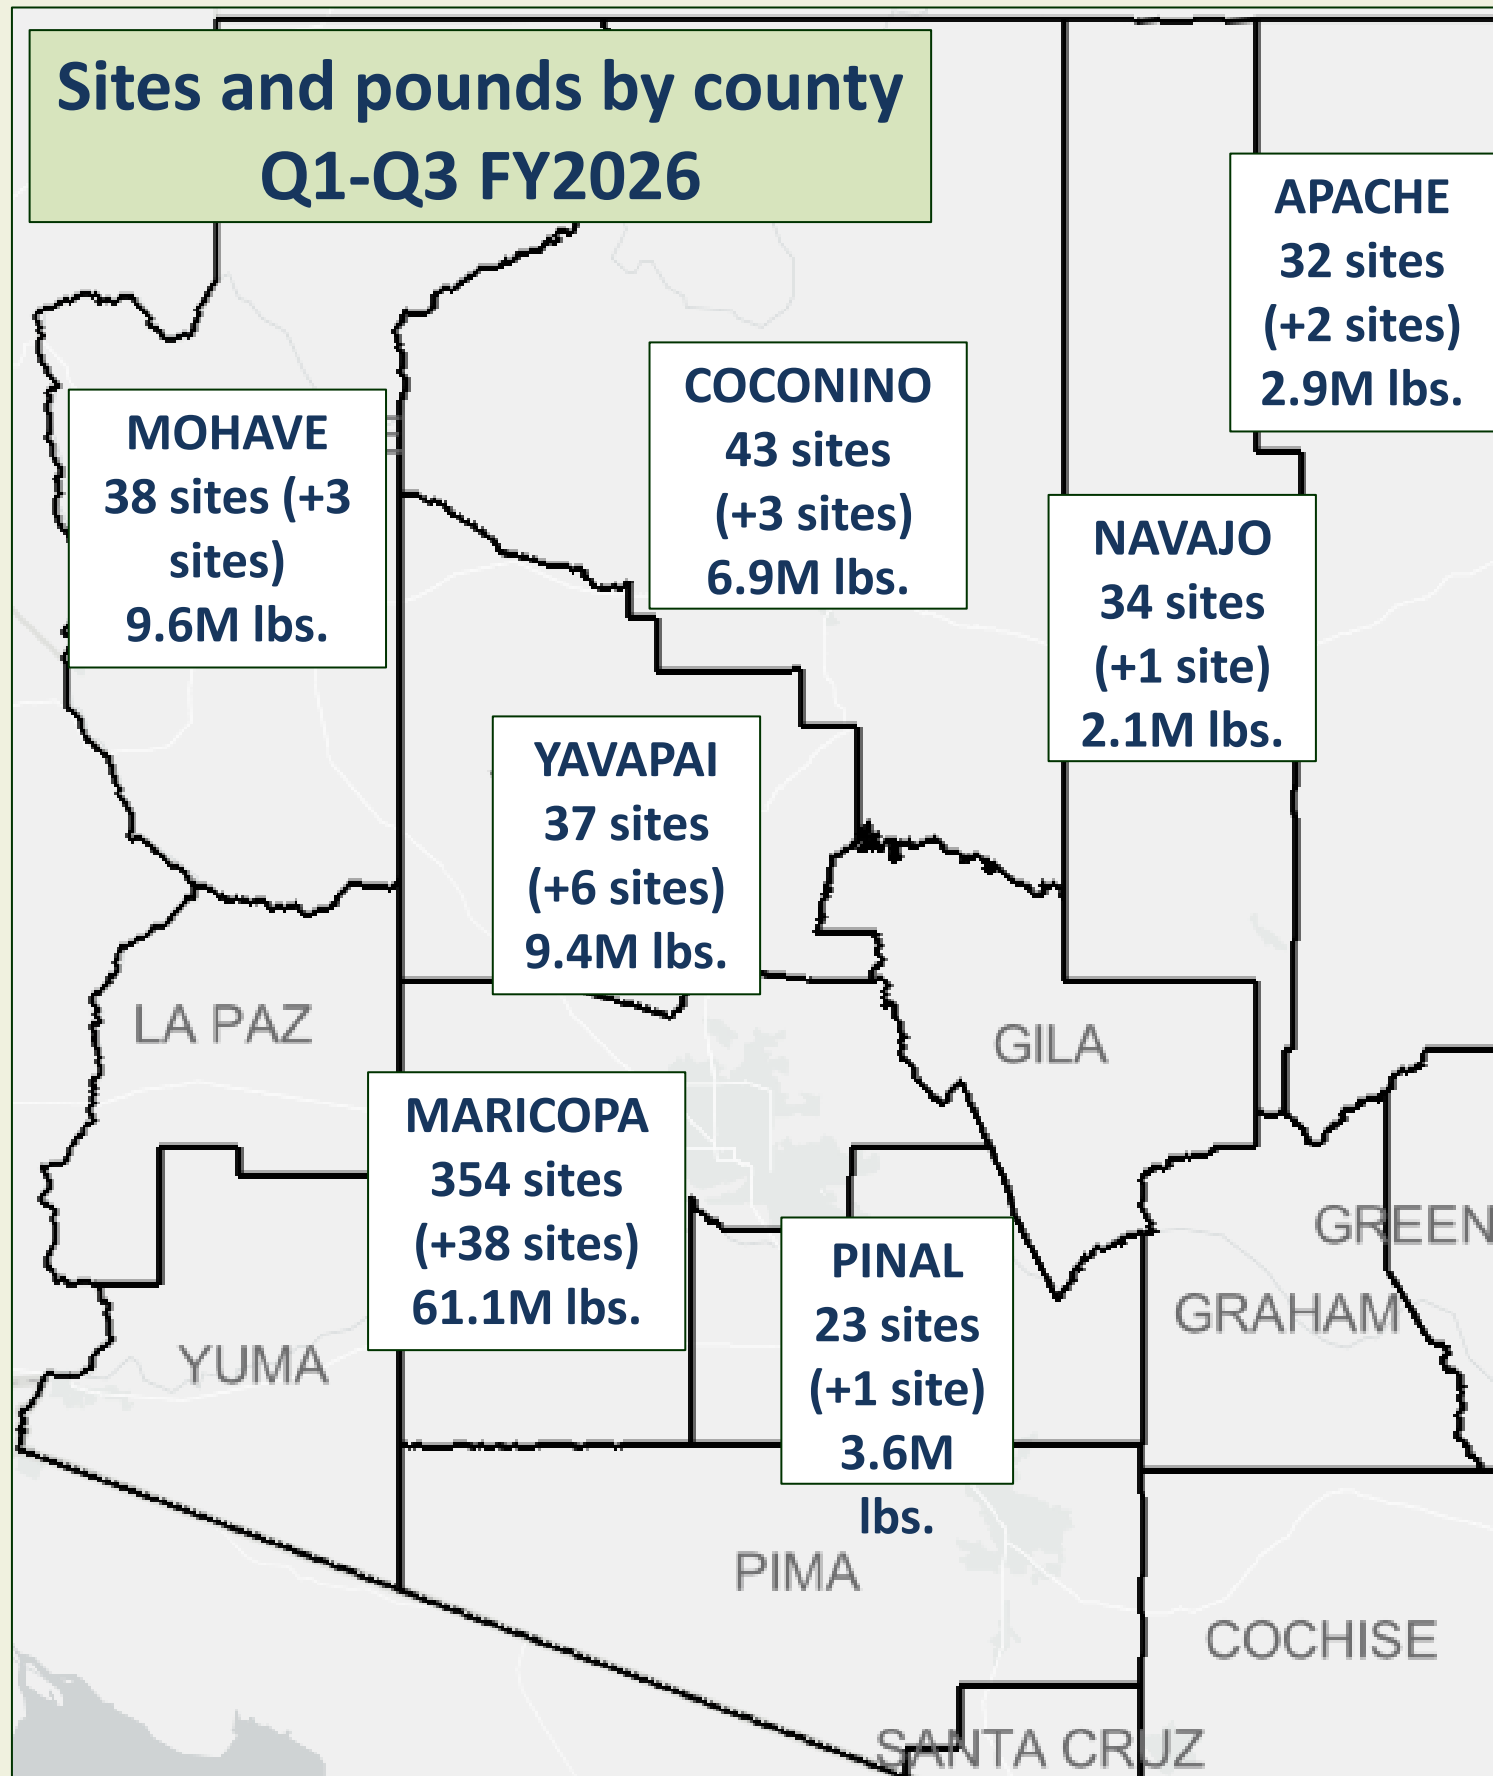 Sites and pounds by county
Q1-Q3 FY2026
APACHE
32 sites
(+2 sites)
2.9M lbs.
COCONINO
43 sites
(+3 sites)
6.9M lbs.
MOHAVE
38 sites (+3
sites)
9.6M lbs.
NAVAJO
34 sites
(+1 site)
2.1M lbs.
YAVAPAI
37 sites
(+6 sites)
9.4M lbs.
LA PAZ
GILA
MARICOPA
354 sites
(+38 sites)
61.1M lbs.
PINAL
23 sites
(+1 site)
3.6M
lbs.
GREEN
GRAHAM
YUMA
PIMA
COCHISE
SANTA CRUZ